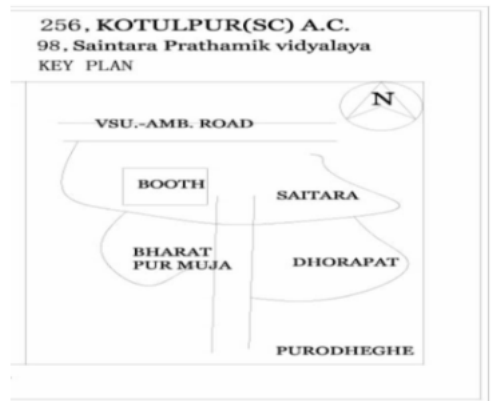 256, KOTULPUR(SC) A.C.
98, Saintara Prathamik vidyalaya
KEY PLAN
N
VSU.-AMB. ROAD
BOOTH
SAITARA
BHARAT
PUR MUJA
DHORAPAT
PURODHEGHE